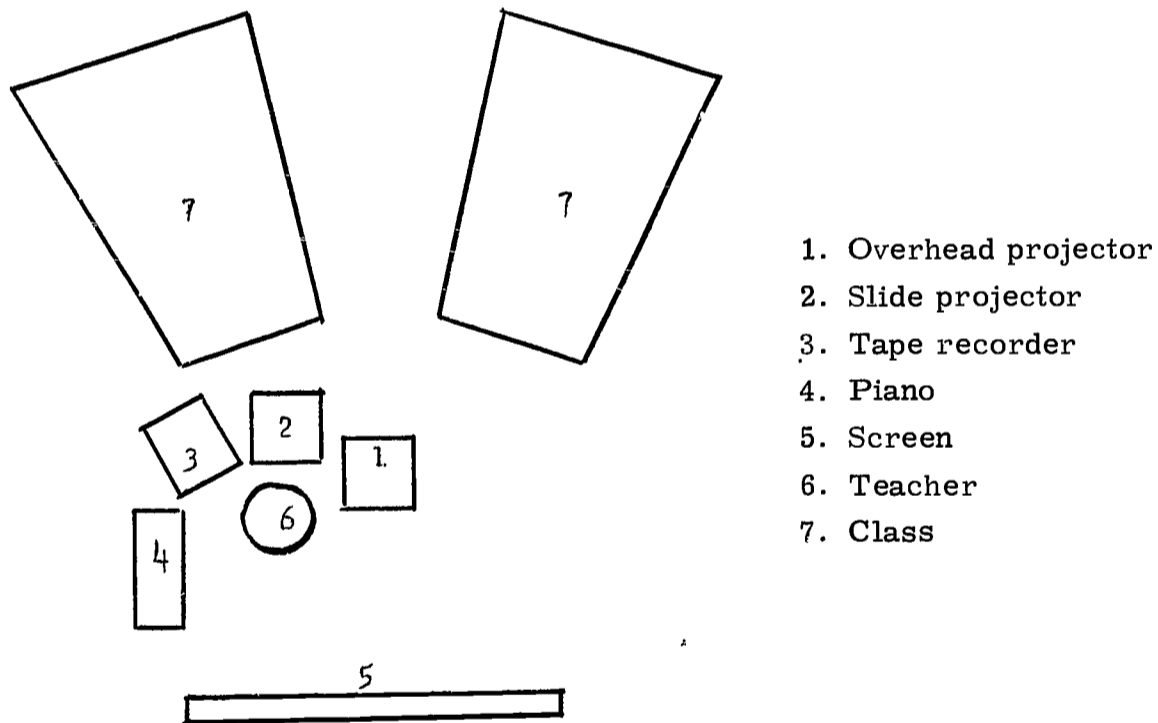 7
7
2
1.
3
6
4
5
1. Overhead projector
2. Slide projector
3. Tape recorder
4. Piano
5. Screen
6. Teacher
7. Class